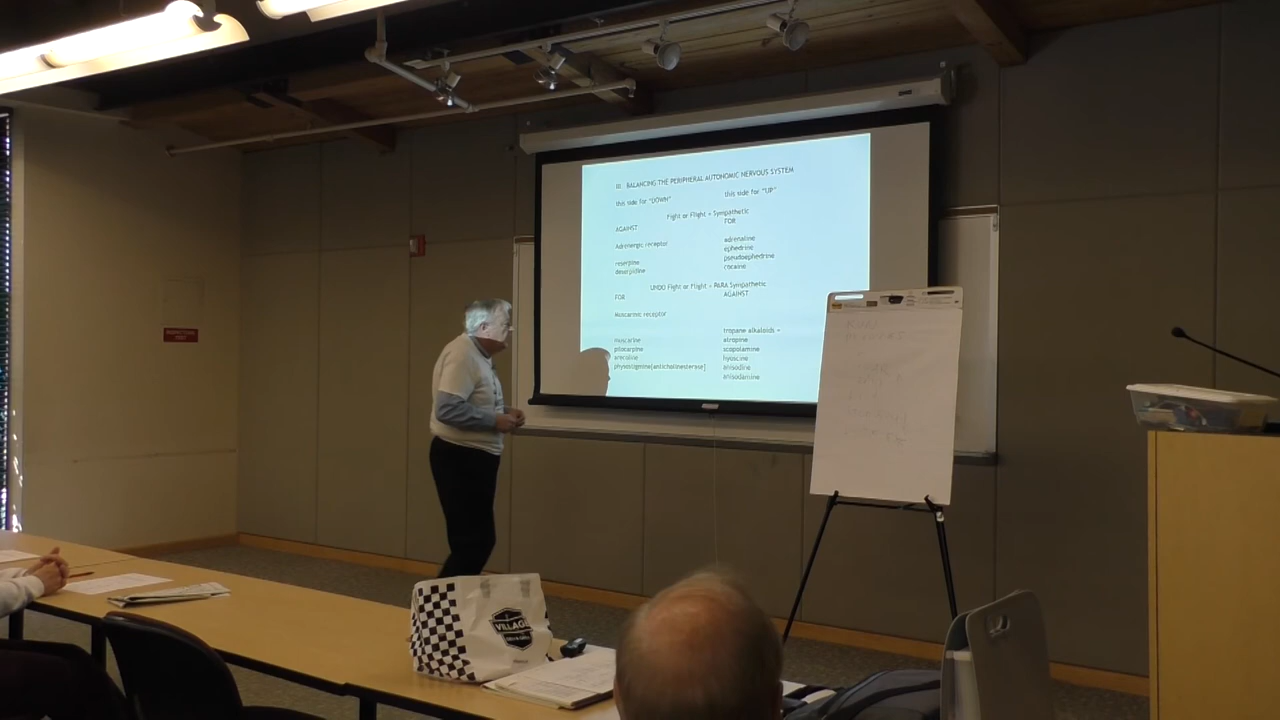 III BALANCING THE PERIPHERAL AUTONOMIC NERVOUS SYSTEM
this side for "DOWN" this side for "UP"
Fight or Flight = Sympathetic
AGAINST FOR
Adrenergic receptor adrenaline
ephedrine
reserpine pseudoephedrine
deserpidine cocaine
UNDO Fight or Flight = PARA Sympathetic
FOR AGAINST
Muscarinic receptor
tropane alkaloids =
muscarine atropine
pilocarpine scopolamine
arecoline hyoscine
physostigmine[anticholinesterase] anisodine
anisodamine
VILLAGE